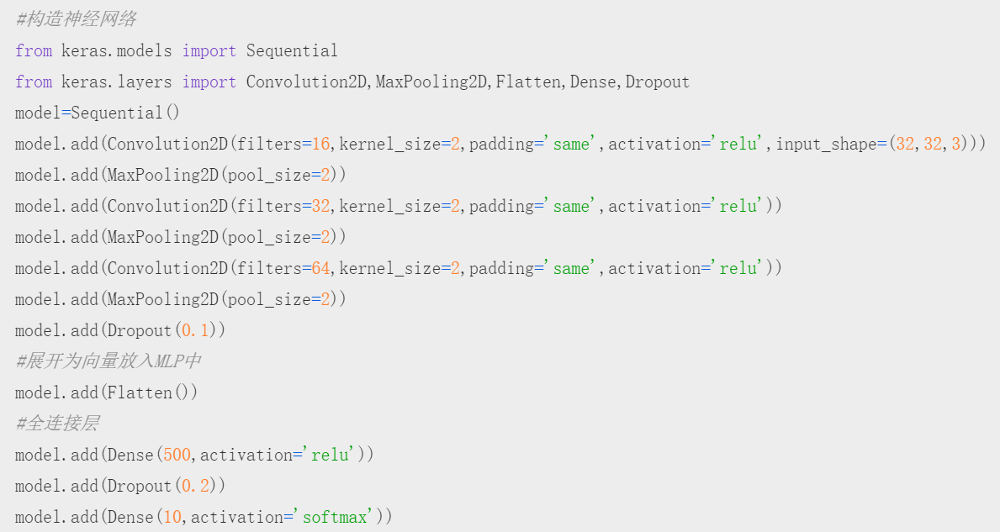 #构造神经网络
from keras.models import Sequential
from keras.layers import Convolution2D,MaxPooling2D,Flatten,Dense,Dropout
model=Sequential()
model.add(Convolution2D(filters=16,kernel_size=2,padding='same',activation='relu',input_shape=(32,32,3)))
model.add(MaxPooling2D(pool_size=2))
model.add(Convolution2D(filters=32,kernel_size=2,padding='same',activation='relu'))
model.add(MaxPooling2D(pool_size=2))
model.add(Convolution2D(filters=64,kernel_size=2,padding='same',activation='relu'))
model.add(MaxPooling2D(pool_size=2))
model.add(Dropout(0.1))
#展开为向量放入MLP中
model.add(Flatten())
#全连接层
model.add(Dense(500,activation='relu'))
model.add(Dropout(0.2))
model.add(Dense(10,activation='softmax'))